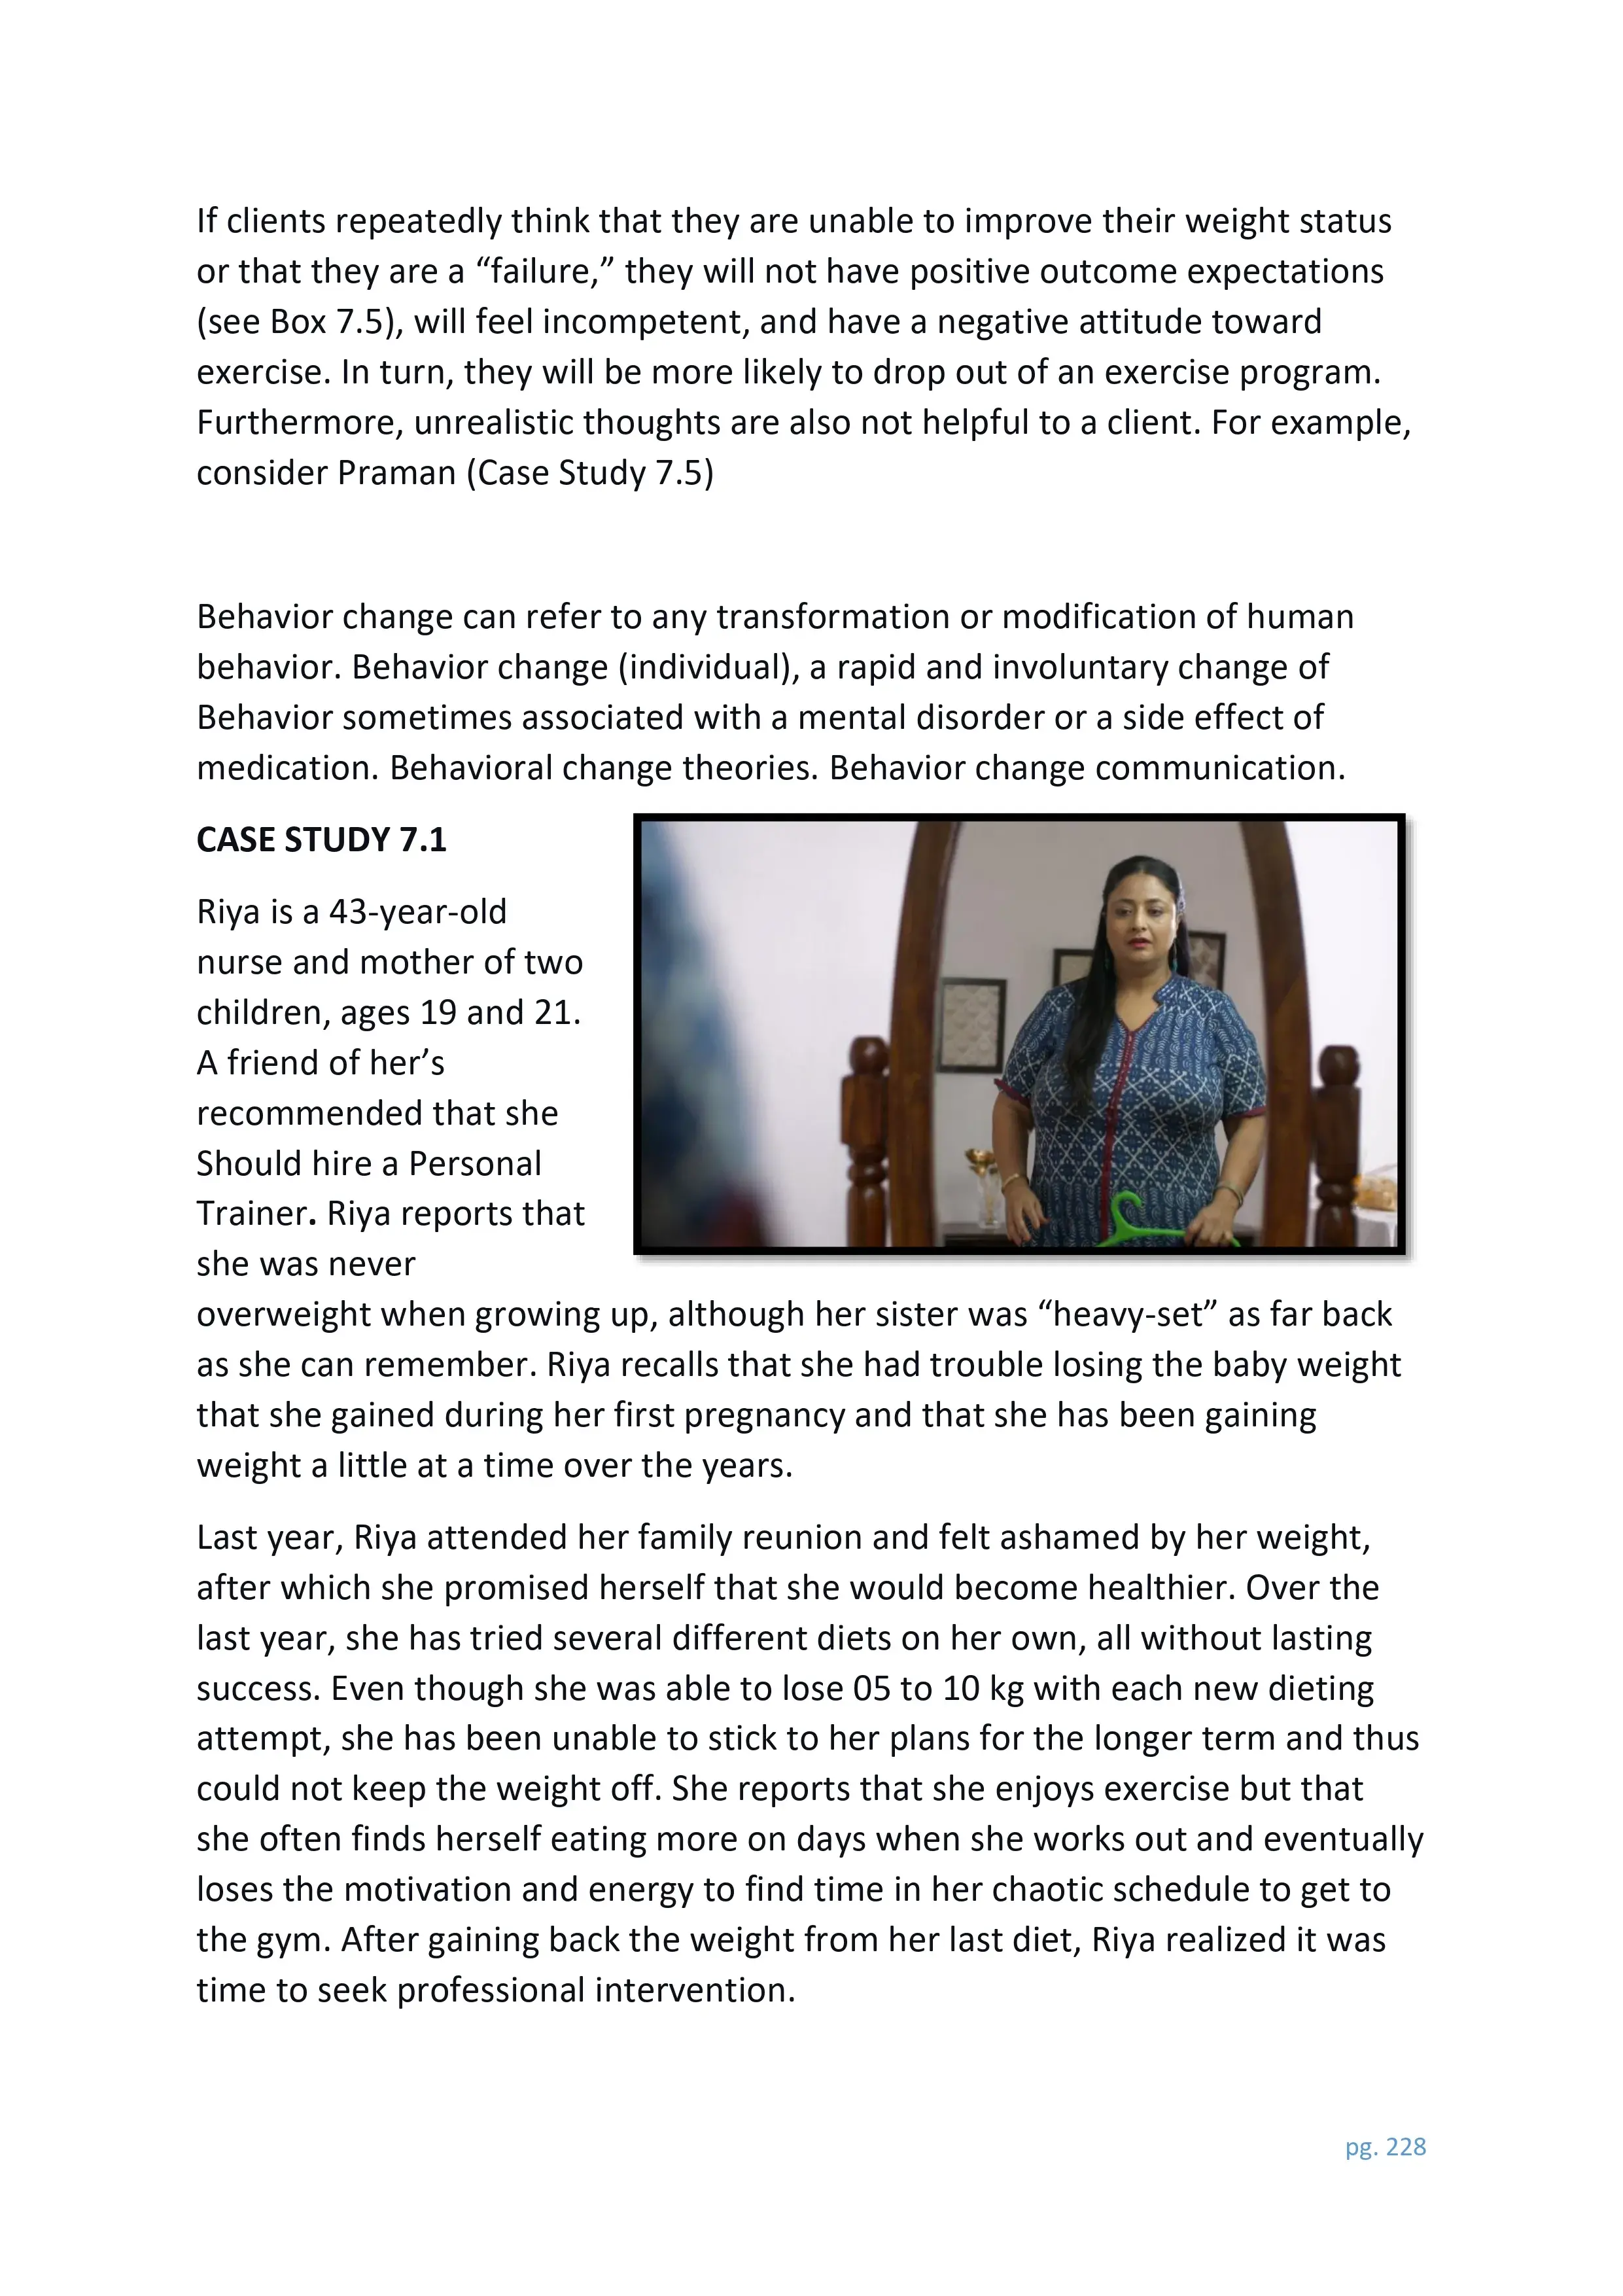 If clients repeatedly think that they are unable to improve their weight status
or that they are a “failure,” they will not have positive outcome expectations
(see Box 7.5), will feel incompetent, and have a negative attitude toward
exercise. In turn, they will be more likely to drop out of an exercise program.
Furthermore, unrealistic thoughts are also not helpful to a client. For example,
consider Praman (Case Study 7.5)
Behavior change can refer to any transformation or modification of human
behavior. Behavior change (individual), a rapid and involuntary change of
Behavior sometimes associated with a mental disorder or a side effect of
medication. Behavioral change theories. Behavior change communication.
CASE STUDY 7.1
Riya is a 43-year-old
nurse and mother of two
children, ages 19 and 21.
A friend of her’s
recommended that she
Should hire a Personal
Trainer. Riya reports that
she was never
overweight when growing up, although her sister was “heavy-set” as far back
as she can remember. Riya recalls that she had trouble losing the baby weight
that she gained during her first pregnancy and that she has been gaining
weight a little at a time over the years.
Last year, Riya attended her family reunion and felt ashamed by her weight,
after which she promised herself that she would become healthier. Over the
last year, she has tried several different diets on her own, all without lasting
success. Even though she was able to lose 05 to 10 kg with each new dieting
attempt, she has been unable to stick to her plans for the longer term and thus
could not keep the weight off. She reports that she enjoys exercise but that
she often finds herself eating more on days when she works out and eventually
loses the motivation and energy to find time in her chaotic schedule to get to
the gym. After gaining back the weight from her last diet, Riya realized it was
time to seek professional intervention.
pg. 228